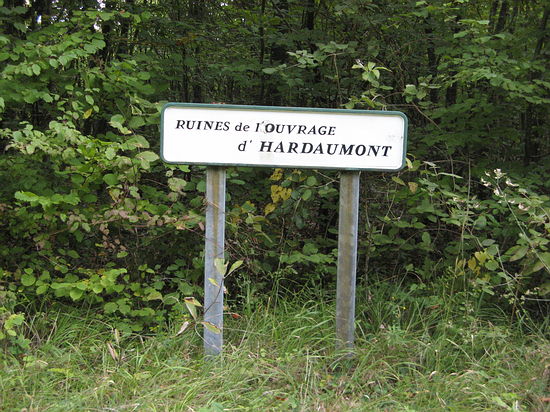 RUINES de l'OUVRAGE
d' HARDAUMONT